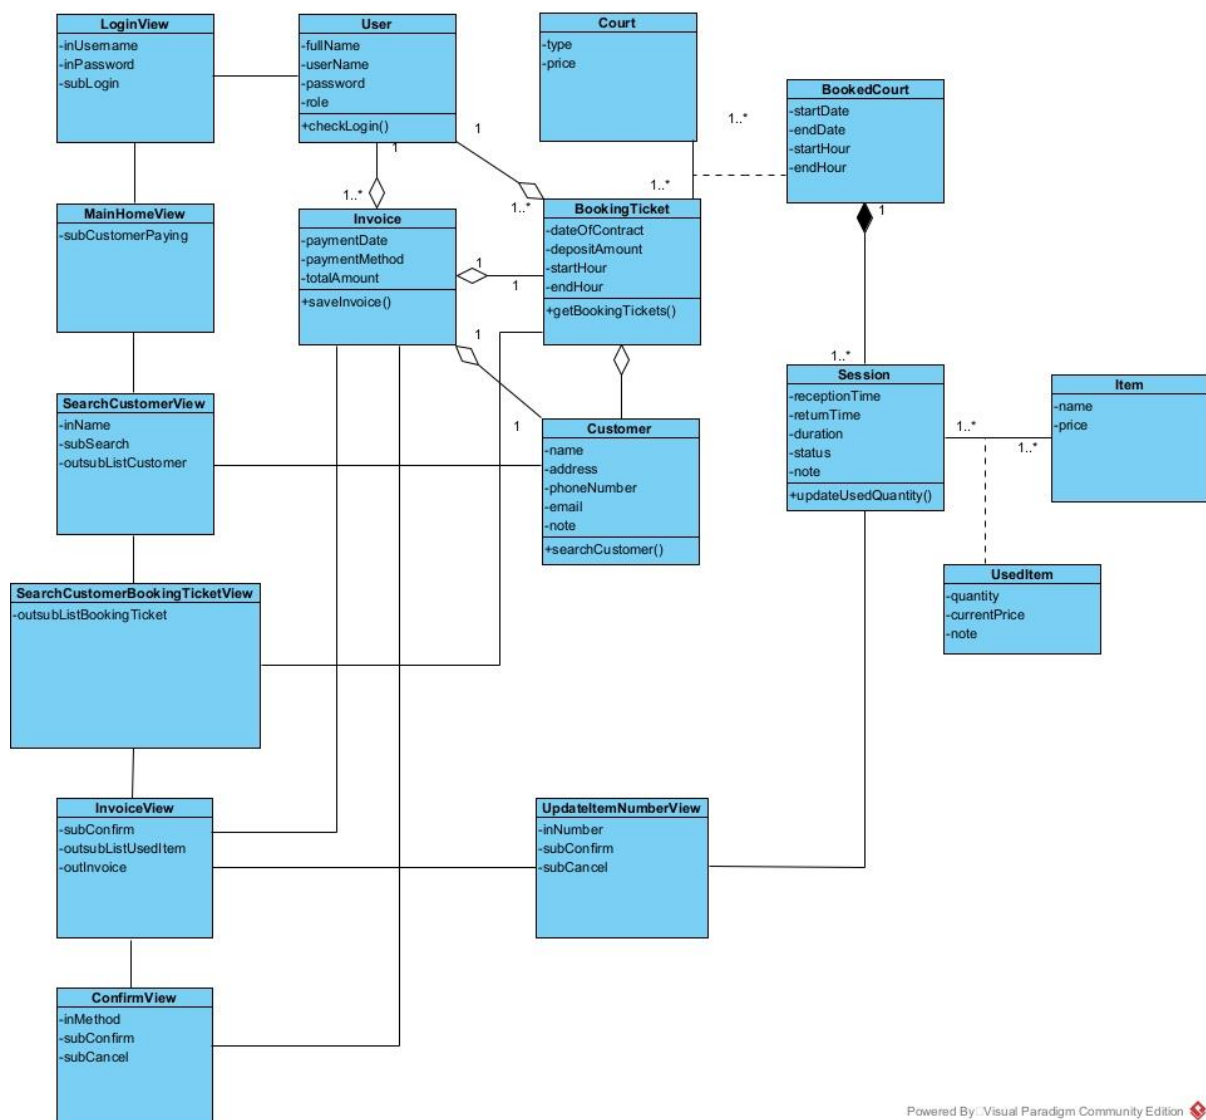 LoginView
-inUsername
-inPassword
-subLogin
User
-fullName
-userName
-password
-role
+checkLogin()
Court
-type
-price
BookedCourt
-startDate
-endDate
-startHour
-endHour
1..*
1
1
1..*
1..*
1..*
1
MainHomeView
-subCustomerPaying
Invoice
-paymentDate
-paymentMethod
-totalAmount
+saveInvoice()
BookingTicket
-dateOfContract
-depositAmount
-startHour
-endHour
+getBookingTickets()
1
1
1
1..*
1
SearchCustomerView
-inName
-subSearch
-outsubListCustomer
Customer
-name
-address
-phoneNumber
-email
-note
+searchCustomer()
Session
-receptionTime
-returnTime
-duration
-status
-note
+updateUsedQuantity()
1..*
1..*
Item
-name
-price
SearchCustomerBookingTicketView
-outsubListBookingTicket
UsedItem
-quantity
-currentPrice
-note
InvoiceView
-subConfirm
-outsubListUsedItem
-outInvoice
UpdateItemNumberView
-inNumber
-subConfirm
-subCancel
ConfirmView
-inMethod
-subConfirm
-subCancel
Powered By Visual Paradigm Community Edition